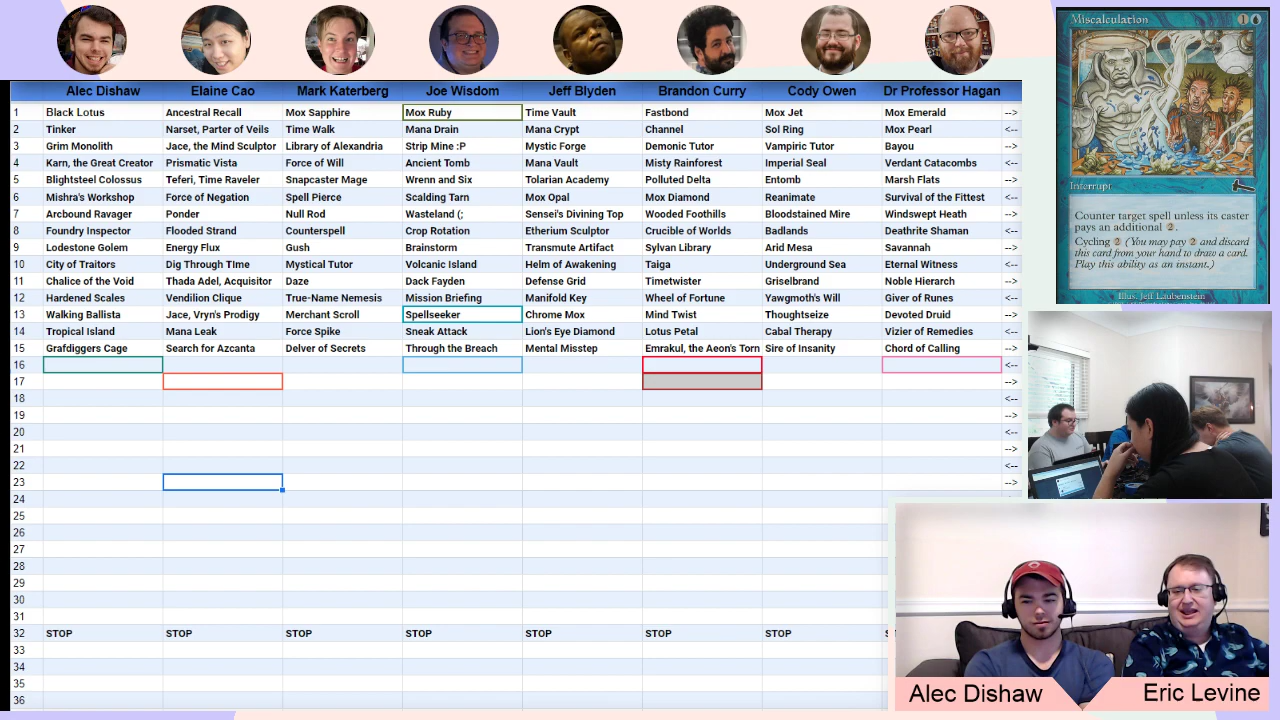 Alec Dishaw Elaine Cao Mark Katerberg Joe Wisdom Jeff Blyden Brandon Curry Cody Owen Dr Professor Hagan
1 Black Lotus Ancestral Recall Mox Sapphire Mox Ruby Time Vault Fastbond Mox Jet Mox Emerald -->
2 Tinker Narset, Parter of Veils Time Walk Mana Drain Mana Crypt Channel Sol Ring Mox Pearl <--
3 Grim Monolith Jace, the Mind Sculptor Library of Alexandria Strip Mine :P Mystic Forge Demonic Tutor Vampiric Tutor Bayou -->
4 Karn, the Great Creator Prismatic Vista Force of Will Ancient Tomb Mana Vault Misty Rainforest Imperial Seal Verdant Catacombs <--
5 Blightsteel Colossus Teferi, Time Raveler Snapcaster Mage Wrenn and Six Tolarian Academy Polluted Delta Entomb Marsh Flats -->
6 Mishra's Workshop Force of Negation Spell Pierce Scalding Tarn Mox Opal Mox Diamond Reanimate Survival of the Fittest <--
7 Arcbound Ravager Ponder Null Rod Wasteland (; Sensei's Divining Top Wooded Foothills Bloodstained Mire Windswept Heath -->
8 Foundry Inspector Flooded Strand Counterspell Crop Rotation Etherium Sculptor Crucible of Worlds Badlands Deathrite Shaman <--
9 Lodestone Golem Energy Flux Gush Brainstorm Transmute Artifact Sylvan Library Arid Mesa Savannah -->
10 City of Traitors Dig Through TIme Mystical Tutor Volcanic Island Helm of Awakening Taiga Underground Sea Eternal Witness <--
11 Chalice of the Void Thada Adel, Acquisitor Daze Dack Fayden Defense Grid Timetwister Griselbrand Noble Hierarch -->
12 Hardened Scales Vendilion Clique True-Name Nemesis Mission Briefing Manifold Key Wheel of Fortune Yawgmoth's Will Giver of Runes <--
13 Walking Ballista Jace, Vryn's Prodigy Merchant Scroll Spellseeker Chrome Mox Mind Twist Thoughtseize Devoted Druid -->
14 Tropical Island Mana Leak Force Spike Sneak Attack Lion's Eye Diamond Lotus Petal Cabal Therapy Vizier of Remedies <--
15 Grafdiggers Cage Search for Azcanta Delver of Secrets Through the Breach Mental Misstep Emrakul, the Aeon's Torn Sire of Insanity Chord of Calling -->
16 <--
17 -->
18 <--
19 -->
20 <--
21 -->
22 <--
23 -->
24
25
26
27
28
29
30
31
32 STOP STOP STOP STOP STOP STOP STOP
33
34
35
36
Miscalculation 1
Interrupt
Counter target spell unless its caster
pays an additional 2.
Cycling 2 (You may pay 2 and discard
this card from your hand to draw a card.
Play this ability as an instant.)
Illus. Jeff Laubenstein
Alec Dishaw Eric Levine